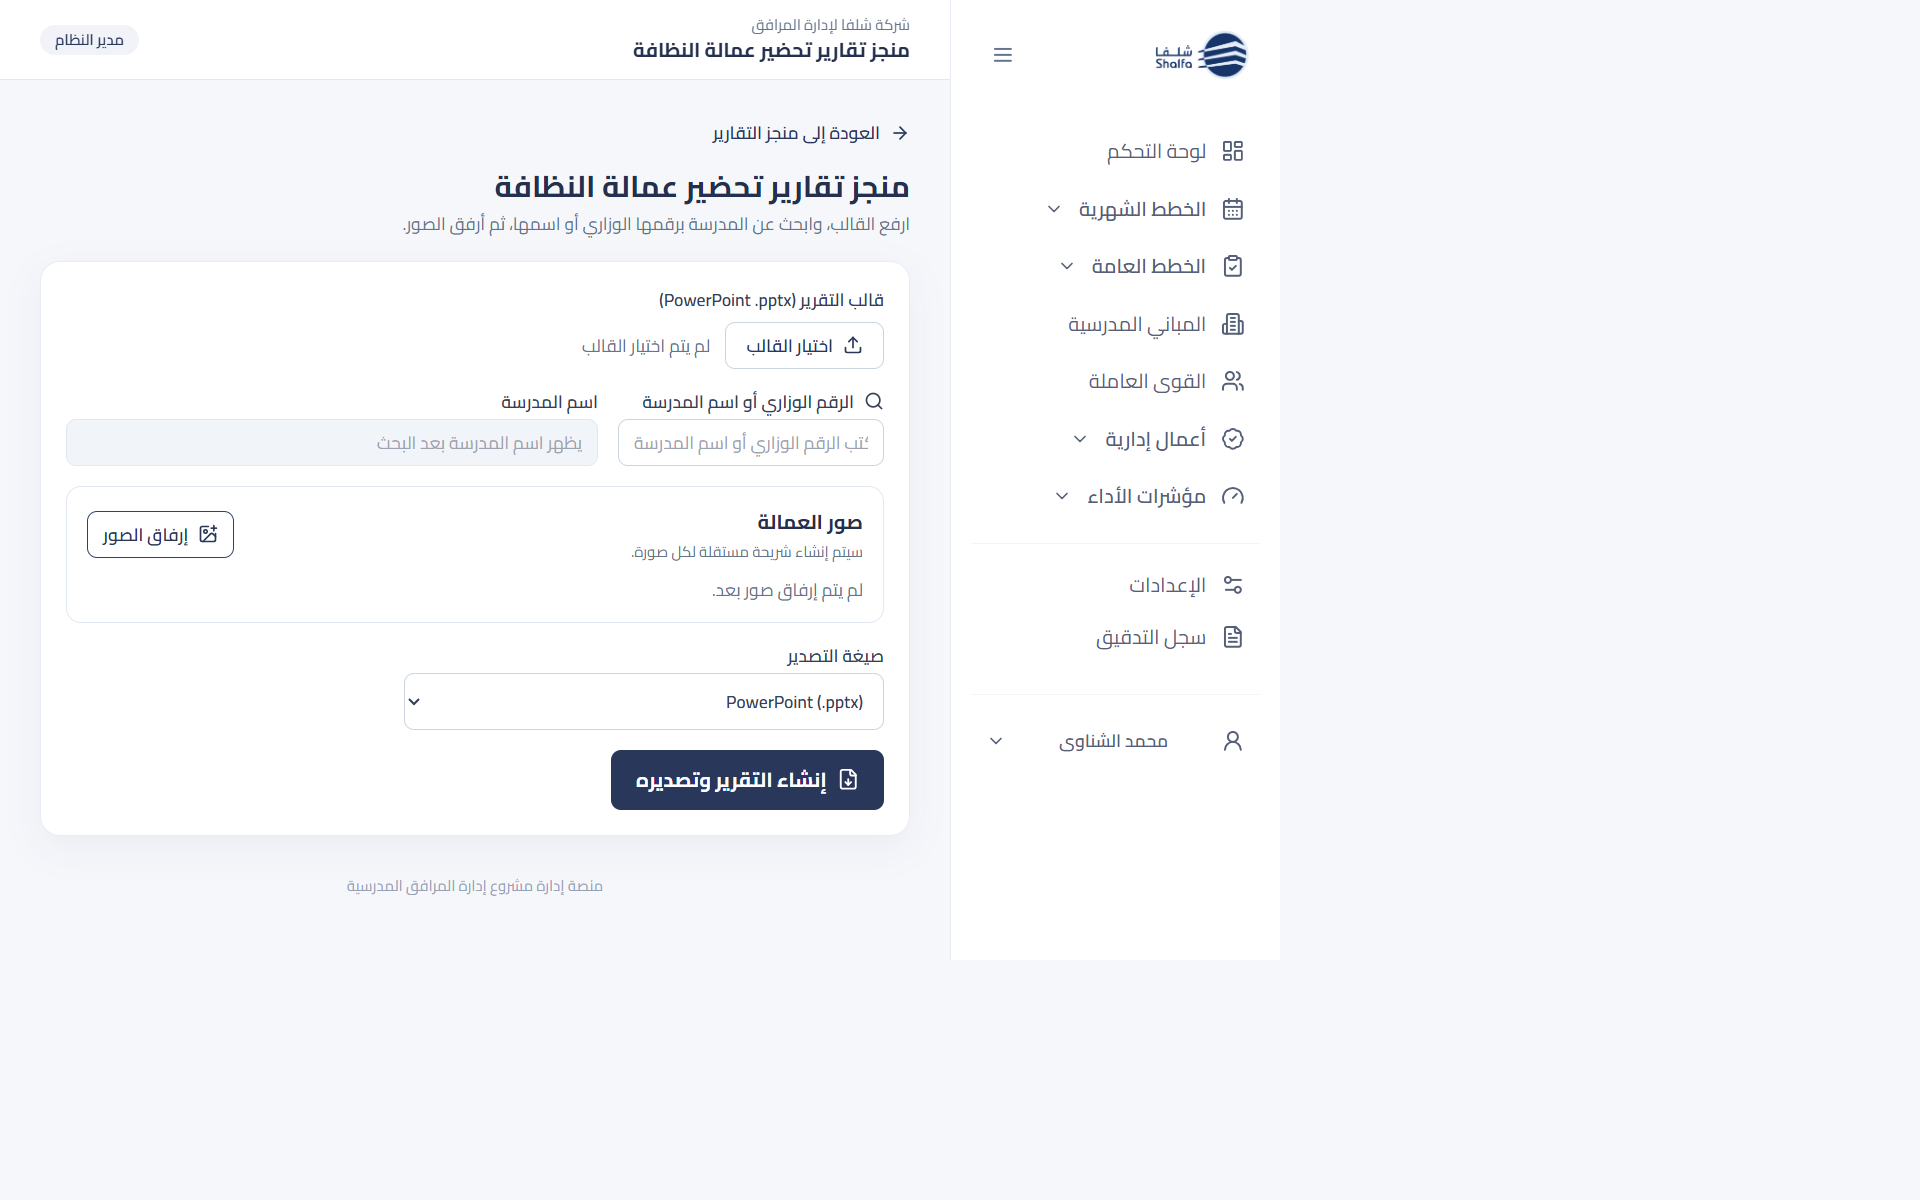 شلفا
Shalfa
لوحة التحكم
الخطط الشهرية
الخطط العامة
المباني المدرسية
القوى العاملة
أعمال إدارية
مؤشرات الأداء
الإعدادات
سجل التدقيق
محمد الشناوى
شركة شلفا لإدارة المرافق
منجز تقارير تحضير عمالة النظافة
مدير النظام
العودة إلى منجز التقارير
منجز تقارير تحضير عمالة النظافة
ارفع القالب، وابحث عن المدرسة برقمها الوزاري أو اسمها، ثم أرفق الصور.
قالب التقرير (PowerPoint .pptx)
اختيار القالب
لم يتم اختيار القالب
الرقم الوزاري أو اسم المدرسة
اسم المدرسة
الرقم الوزاري أو اسم المدرسة
يظهر اسم المدرسة بعد البحث
صور العمالة
سيتم إنشاء شريحة مستقلة لكل صورة.
إرفاق الصور
لم يتم إرفاق صور بعد.
صيغة التصدير
PowerPoint (.pptx)
إنشاء التقرير وتصديره
منصة إدارة مشروع إدارة المرافق المدرسية